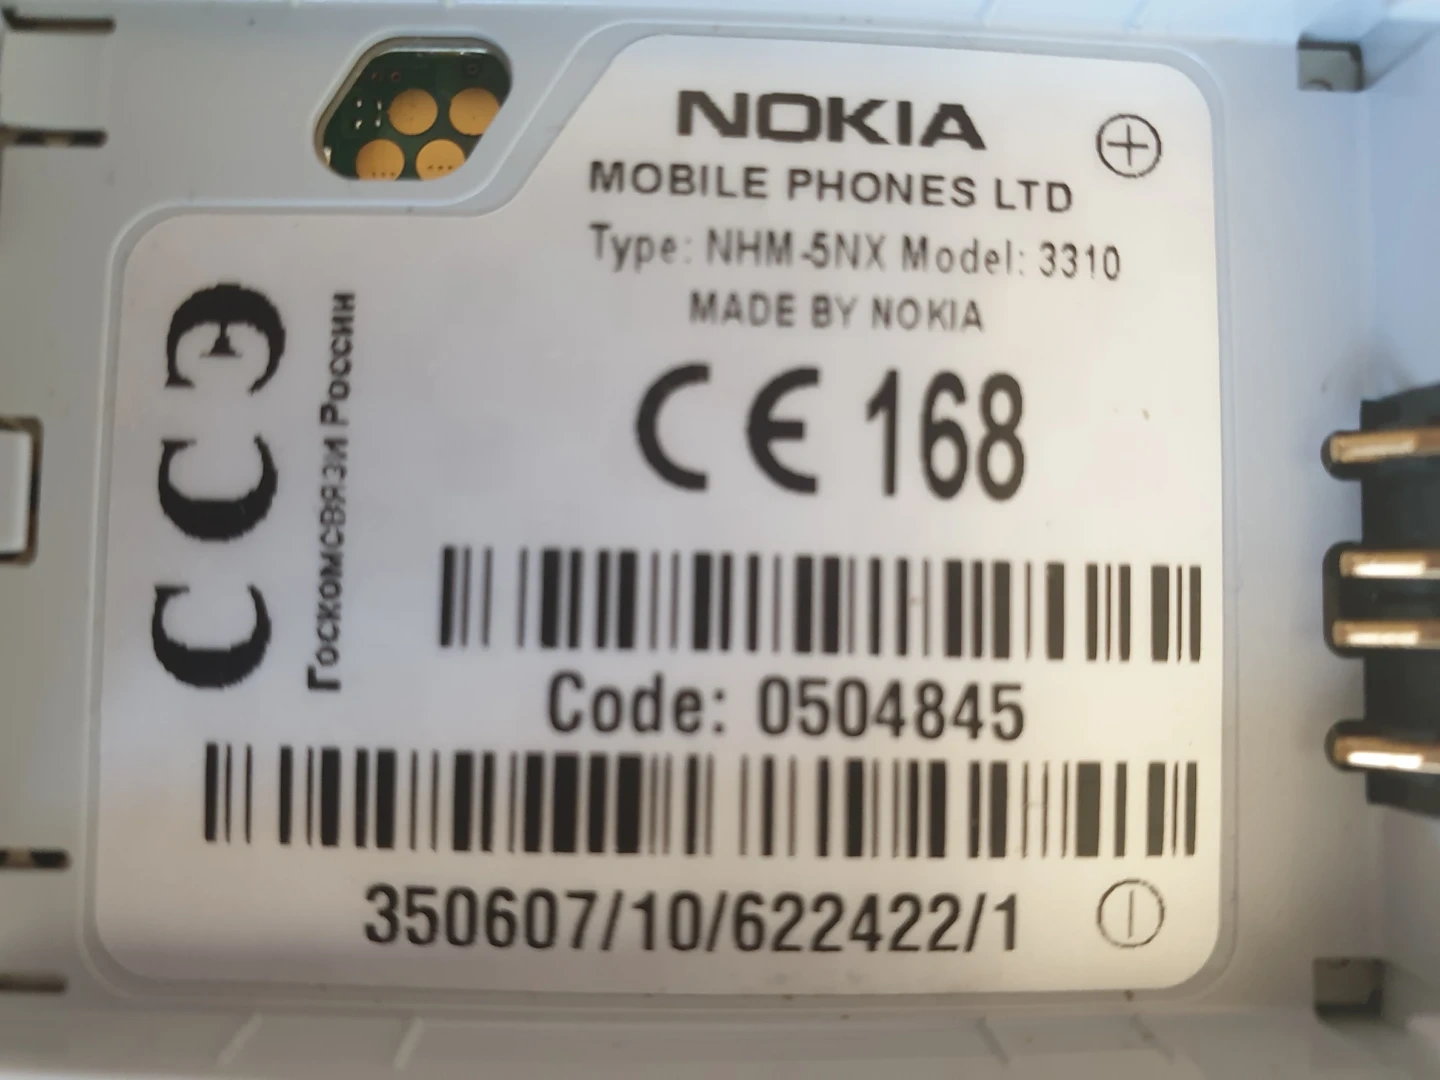 NOKIA
MOBILE PHONES LTD
Type: NHM-5NX Model: 3310
MADE BY NOKIA
CE 168
ССЭ
Госкомсвязи России
Code: 0504845
350607/10/622422/1